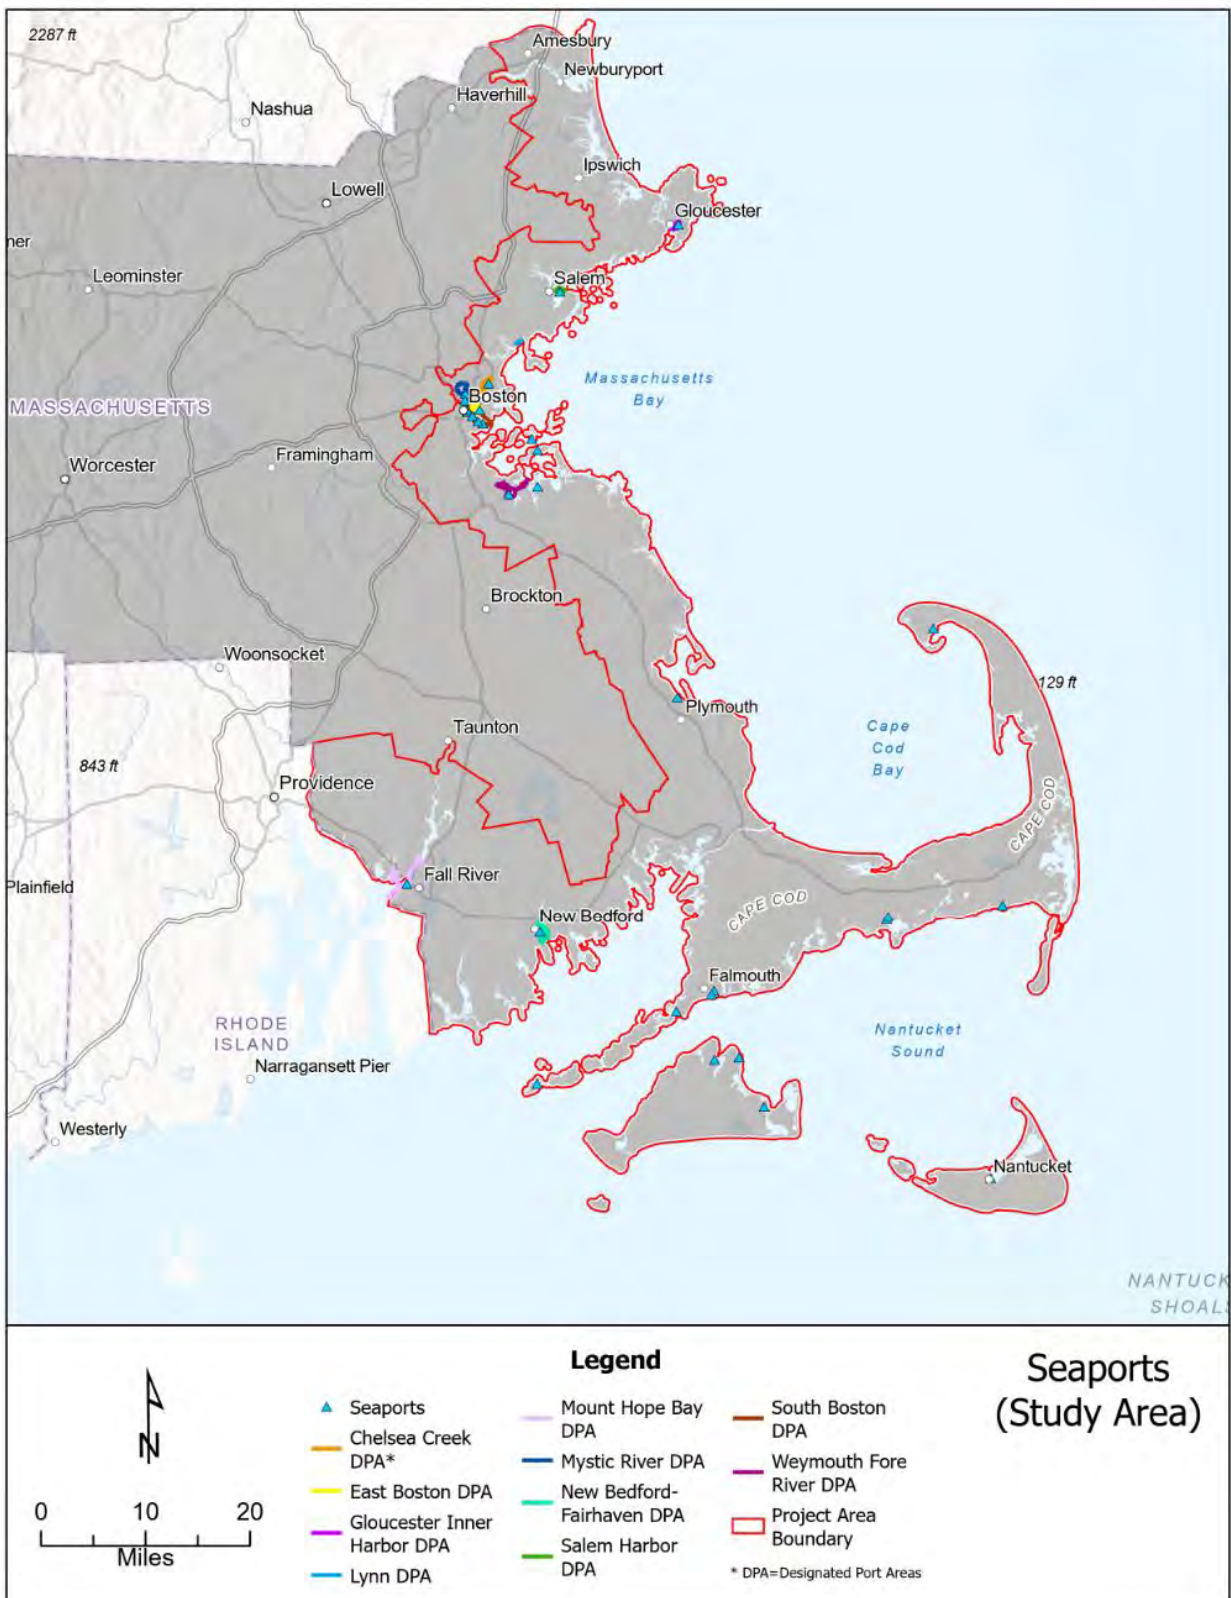 2287 ft
Amesbury
Newburyport
Haverhill
Nashua
Ipswich
Lowell
Gloucester
ner
Leominster
Salem
Massachusetts
Bay
Boston
MASSACHUSETTS
Framingham
Worcester
Brockton
Woonsocket
129 ft
Plymouth
Taunton
Cape
Cod
Bay
843 ft
Providence
CAPE COD
Fall River
Plainfield
CAPE COD
New Bedford
Falmouth
RHODE
ISLAND
Nantucket
Sound
Narragansett Pier
Westerly
Nantucket
NANTUCK
SHOALS
Legend
Seaports
(Study Area)
N
0 10 20
Miles
Seaports
Chelsea Creek
DPA*
East Boston DPA
Gloucester Inner
Harbor DPA
Lynn DPA
Mount Hope Bay
DPA
Mystic River DPA
New Bedford-
Fairhaven DPA
Salem Harbor
DPA
South Boston
DPA
Weymouth Fore
River DPA
Project Area
Boundary
* DPA=Designated Port Areas